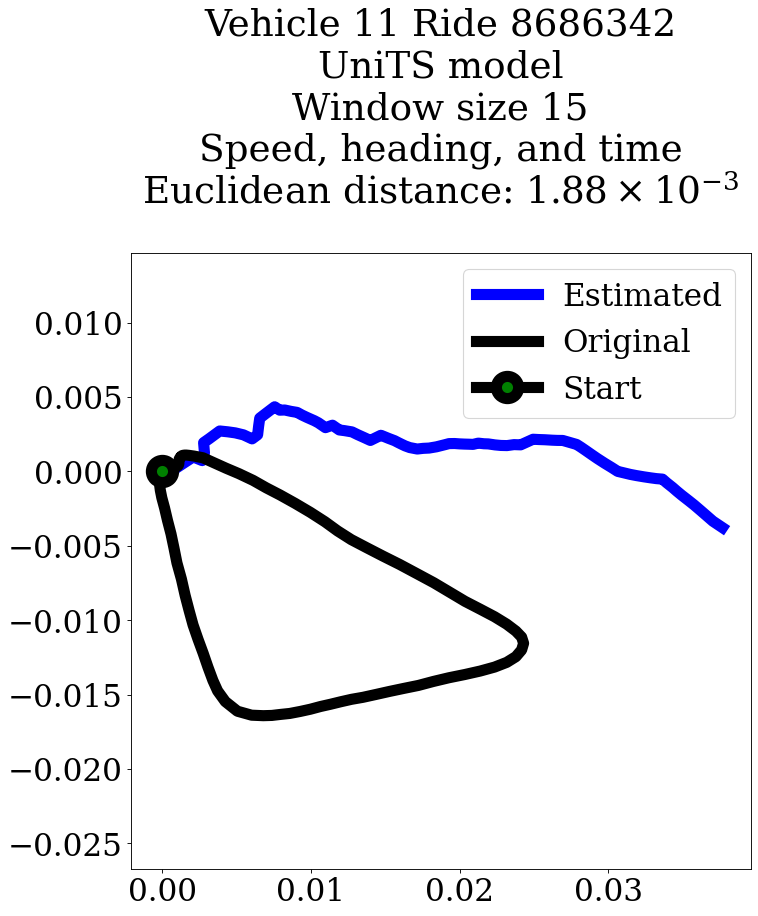 Vehicle 11 Ride 8686342
UniTS model
Window size 15
Speed, heading, and time
Euclidean distance: 1.88 × 10⁻³
Estimated
Original
Start
0.010
0.005
0.000
−0.005
−0.010
−0.015
−0.020
−0.025
0.00 0.01 0.02 0.03